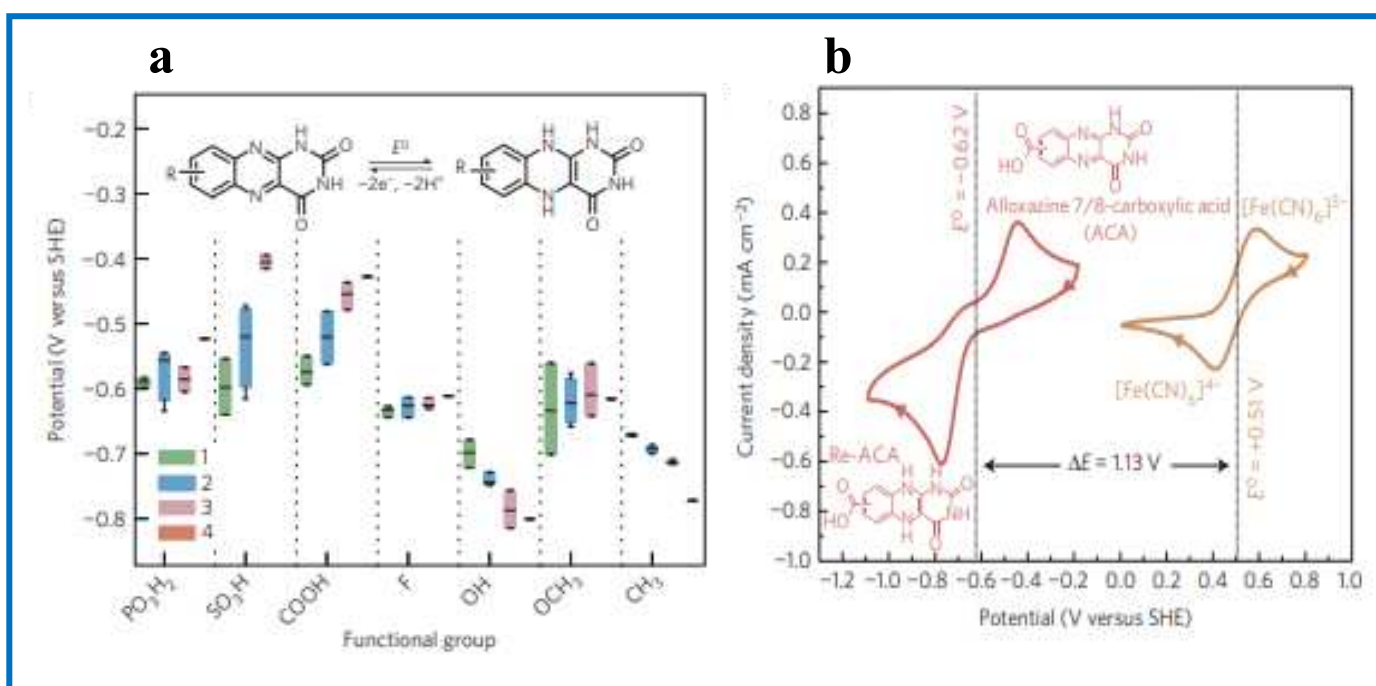 a
Potential (V versus SHE)
−0.2
−0.3
−0.4
−0.5
−0.6
−0.7
−0.8
R
N
N
H
N
O
NH
O
−2e⁻, −2H⁺
R
H
N
H
N
O
NH
N
H
O
1
2
3
4
PO₃H₂
SO₃H
COOH
F
OH
OCH₃
CH₃
Functional group
b
Current density (mA cm⁻²)
0.8
0.6
0.4
0.2
0.0
−0.2
−0.4
−0.6
−0.8
−1.0
E⁰ = −062 V
O
HO
N
N
H
N
O
NH
O
Alloxazine 7/8-carboxylic acid
(ACA)
[Fe(CN)₆]³⁻
[Fe(CN)₆]⁴⁻
E⁰ = +0.51 V
ΔE = 1.13 V
Re-ACA
O
HO
H
N
H
N
O
NH
N
H
O
−1.2
−1.0
−0.8
−0.6
−0.4
−0.2
0.0
0.2
0.4
0.6
0.8
1.0
Potential (V versus SHE)